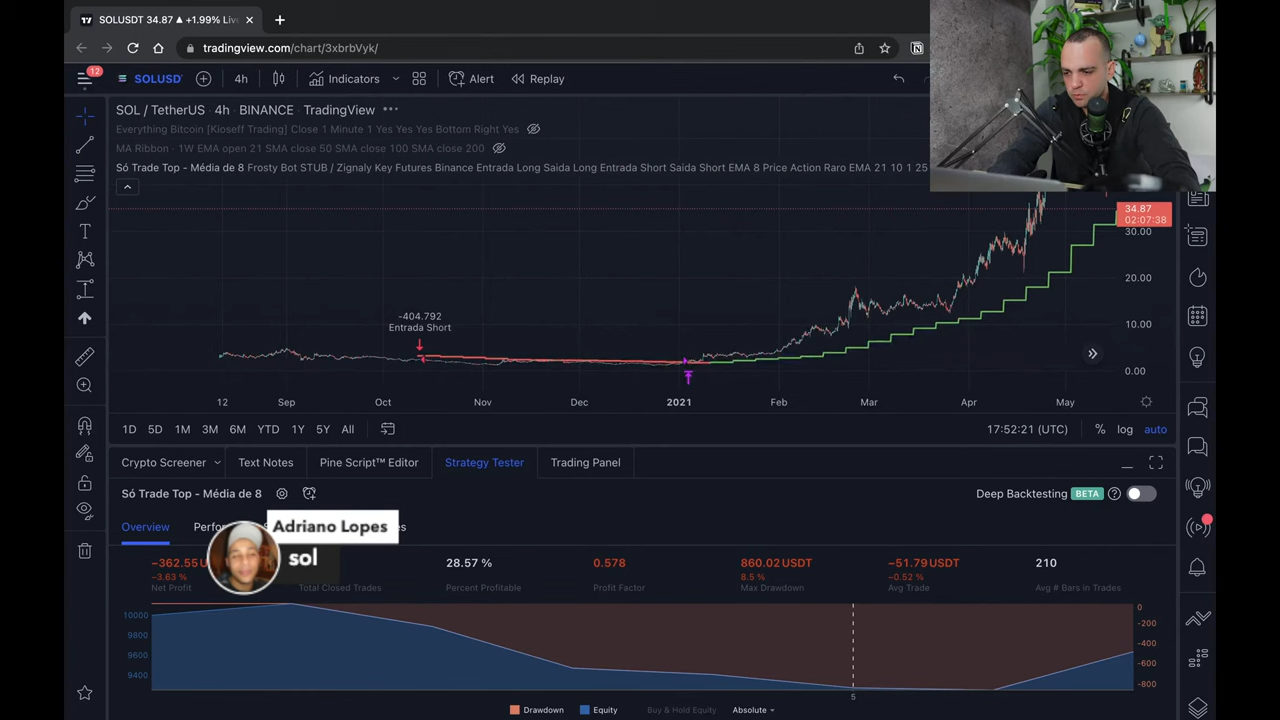 SOLUSDT 34.87 ▲ +1.99%
tradingview.com/chart/3xbrbVyk/
12
SOLUSD
4h
Indicators
Alert
Replay
SOL / TetherUS · 4h · BINANCE · TradingView
Everything Bitcoin [Kioseff Trading] Close 1 Minute 1 Yes Yes Yes Bottom Right Yes
MA Ribbon · 1W EMA open 21 SMA close 50 SMA close 100 SMA close 200
Só Trade Top - Média de 8 Frosty Bot STUB / Zignaly Key Futures Binance Entrada Long Saida Long Entrada Short Saida Short EMA 8 Price Action Raro EMA 21 10 1 25
34.87
02:07:38
30.00
20.00
10.00
0.00
-404.792
Entrada Short
12 Sep Oct Nov Dec 2021 Feb Mar Apr May
1D 5D 1M 3M 6M YTD 1Y 5Y All
17:52:21 (UTC) % log auto
Crypto Screener Text Notes Pine Script™ Editor Strategy Tester Trading Panel
Só Trade Top - Média de 8
Deep Backtesting BETA
Overview
Adriano Lopes
sol
−362.55 28.57 % 0.578 860.02 USDT −51.79 USDT 210
−3.63 % 8.5 % −0.52 %
Net Profit Total Closed Trades Percent Profitable Profit Factor Max Drawdown Avg Trade Avg # Bars in Trades
10000
9800
9600
9400
0
-200
-400
-600
-800
5
Drawdown Equity Buy & Hold Equity Absolute